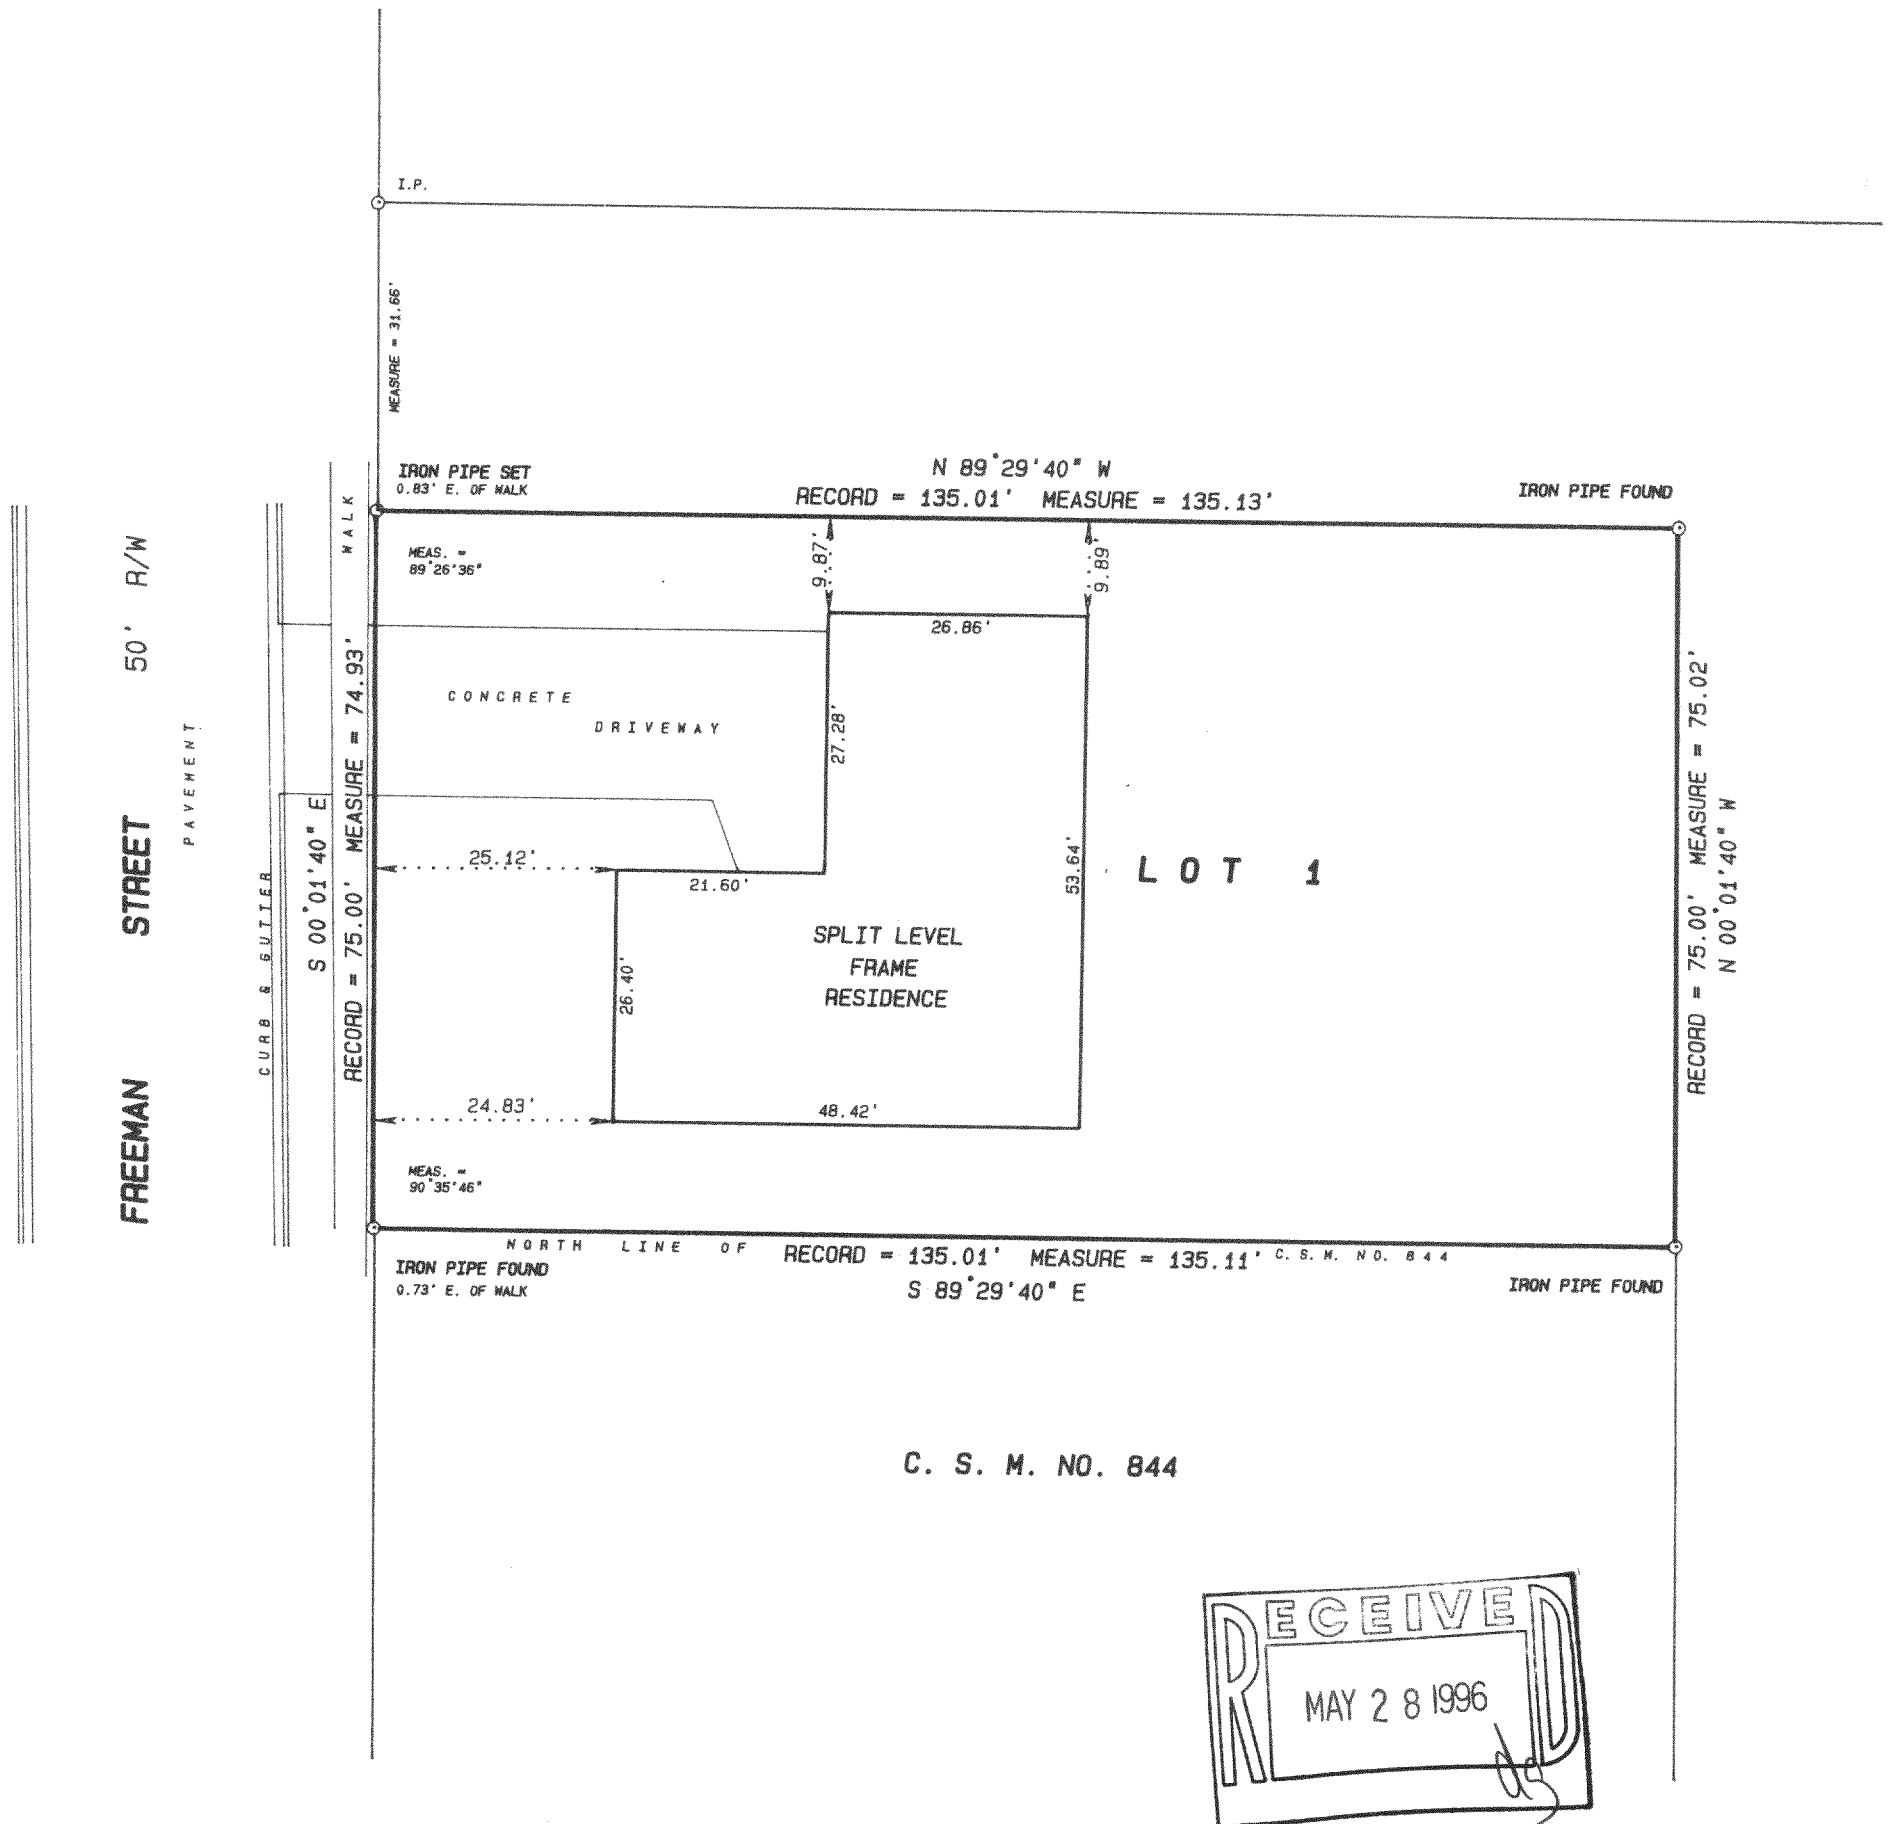 I.P.
MEASURE = 31.66'
IRON PIPE SET
0.83' E. OF WALK
N 89°29'40" W
RECORD = 135.01' MEASURE = 135.13'
IRON PIPE FOUND
WALK
MEAS. =
89°26'36"
9.87'
9.89'
26.86'
50' R/W
PAVEMENT
CONCRETE
DRIVEWAY
27.28'
RECORD = 75.00' MEASURE = 74.93'
S 00°01'40" E
25.12'
21.60'
53.64'
LOT 1
RECORD = 75.00' MEASURE = 75.02'
N 00°01'40" W
FREEMAN STREET
CURB & GUTTER
SPLIT LEVEL
FRAME
RESIDENCE
26.40'
24.83'
48.42'
MEAS. =
90°35'46"
NORTH LINE OF
RECORD = 135.01' MEASURE = 135.11'
C.S.M. NO. 844
S 89°29'40" E
IRON PIPE FOUND
0.73' E. OF WALK
IRON PIPE FOUND
C. S. M. NO. 844
RECEIVED
MAY 28 1996